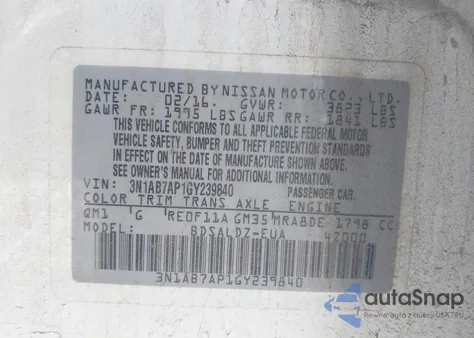 MANUFACTURED BY NISSAN MOTOR CO., LTD.
DATE: 02/16. GVWR: 3823 LBS
GAWR FR: 1995 LBS GAWR RR: 1841 LBS
THIS VEHICLE CONFORMS TO ALL APPLICABLE FEDERAL MOTOR
VEHICLE SAFETY, BUMPER AND THEFT PREVENTION STANDARDS
IN EFFECT ON THE DATE OF MANUFACTURE SHOWN ABOVE.
SEE OWNER'S MANUAL FOR ADDITIONAL INFORMATION.
VIN: 3N1AB7AP1GY239840 PASSENGER CAR.
COLOR TRIM TRANS AXLE ENGINE
QM1 G RE0F11A GM35 MRA8DE 1798 CC
MODEL: BDSALDZ-EUA 47000
3N1AB7AP1GY239840
autoSnap